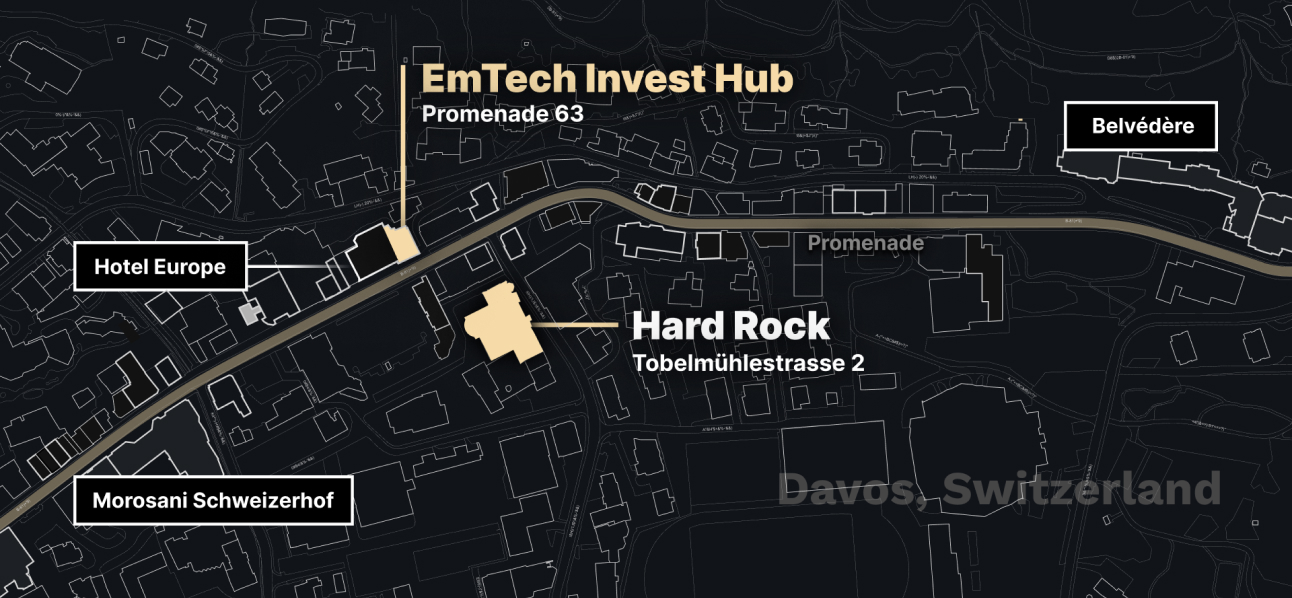 EmTech Invest Hub
Promenade 63
Belvédère
Promenade
Hotel Europe
Hard Rock
Tobelmühlestrasse 2
Davos, Switzerland
Morosani Schweizerhof